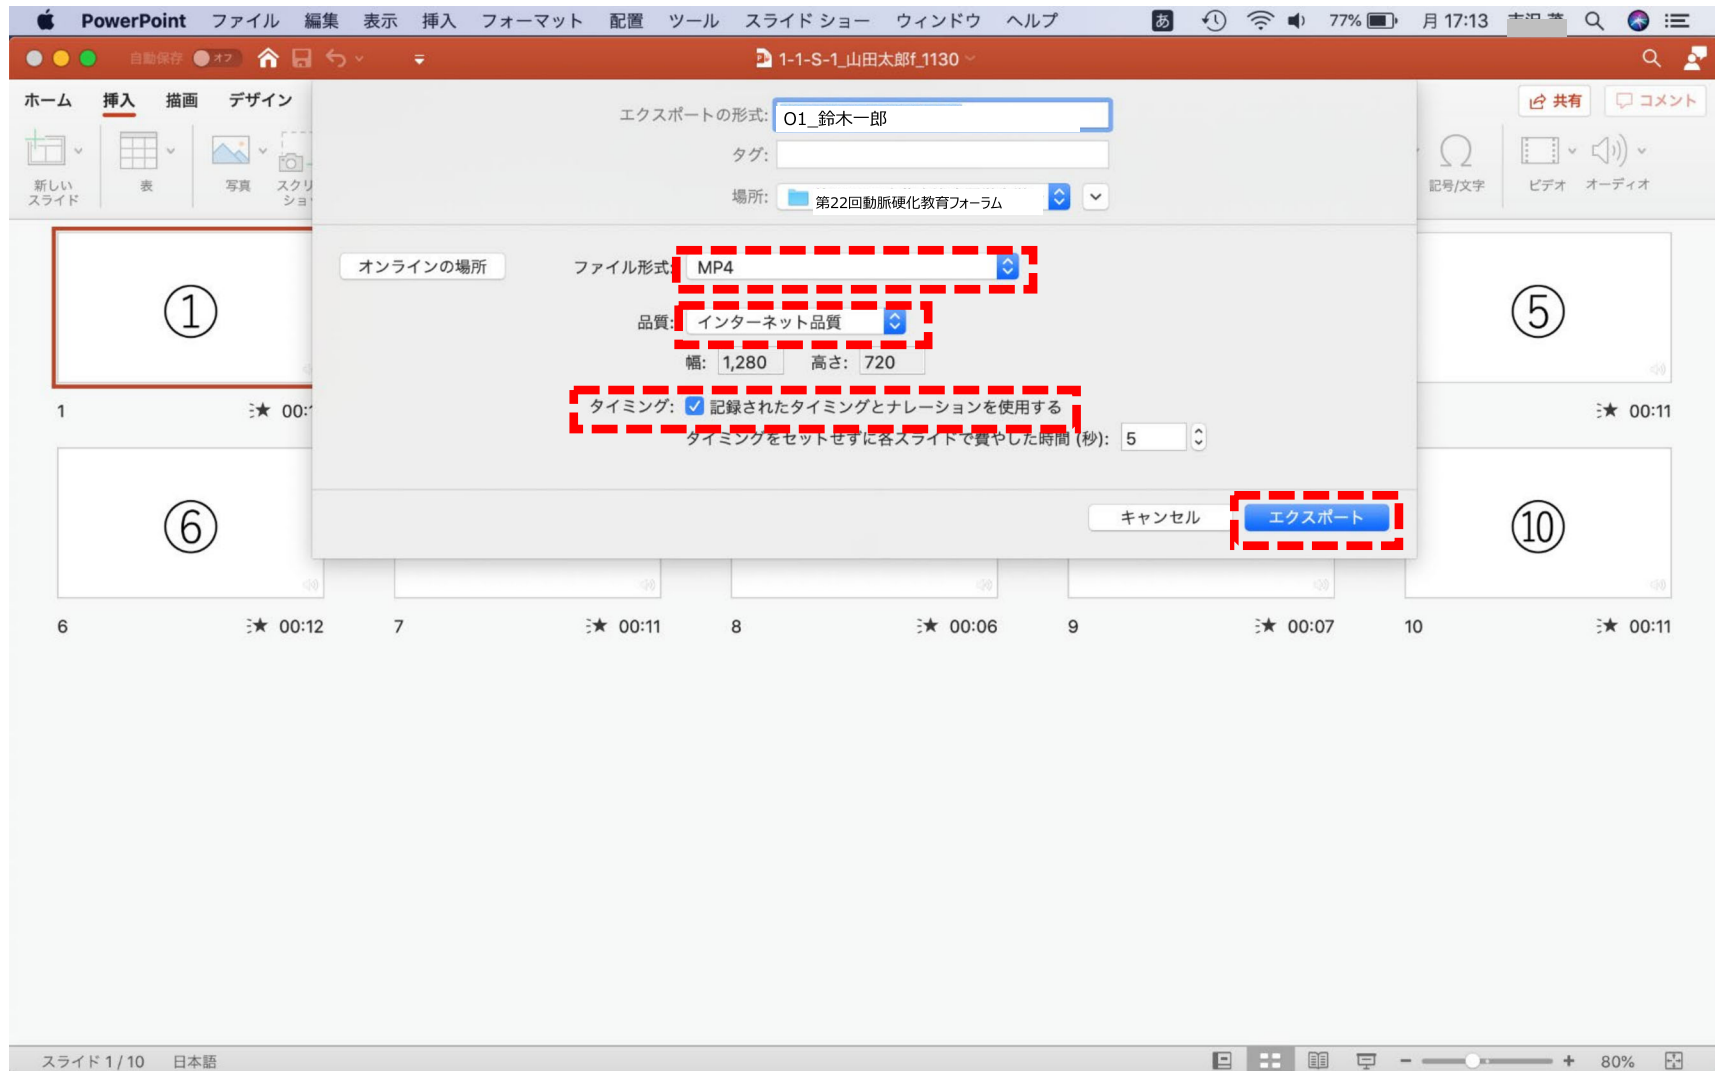 PowerPoint ファイル 編集 表示 挿入 フォーマット 配置 ツール スライド ショー ウィンドウ ヘルプ あ 77% 月 17:13
自動保存 オフ 1-1-S-1_山田太郎f_1130
ホーム 挿入 描画 デザイン 共有 コメント
エクスポートの形式: O1_鈴木一郎
タグ:
場所: 第22回動脈硬化教育フォーラム
新しい
スライド
表
写真
スクリ
ショ
記号/文字
ビデオ
オーディオ
オンラインの場所 ファイル形式: MP4
品質: インターネット品質
幅: 1,280 高さ: 720
タイミング: 記録されたタイミングとナレーションを使用する
タイミングをセットせずに各スライドで費やした時間 (秒): 5
キャンセル エクスポート
① ⑤
1 00:1 00:11
⑥ ⑩
6 00:12 7 00:11 8 00:06 9 00:07 10 00:11
スライド 1 / 10 日本語 80%